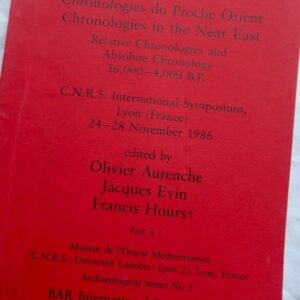 Chronologies du Proche Orient
Chronologies in the Near East
Relative Chronologies and
Absolute Chronology
16,000-4,000 B.P.
C.N.R.S. International Symposium,
Lyon (France)
24-28 November 1986
edited by
Olivier Aurenche
Jacques Evin
Francis Hours†
Part ii
Maison de l'Orient Méditerranéen
(C.N.R.S.-Université Lumière-Lyon 2), Lyon, France
Archaeological Series No 3
BAR International